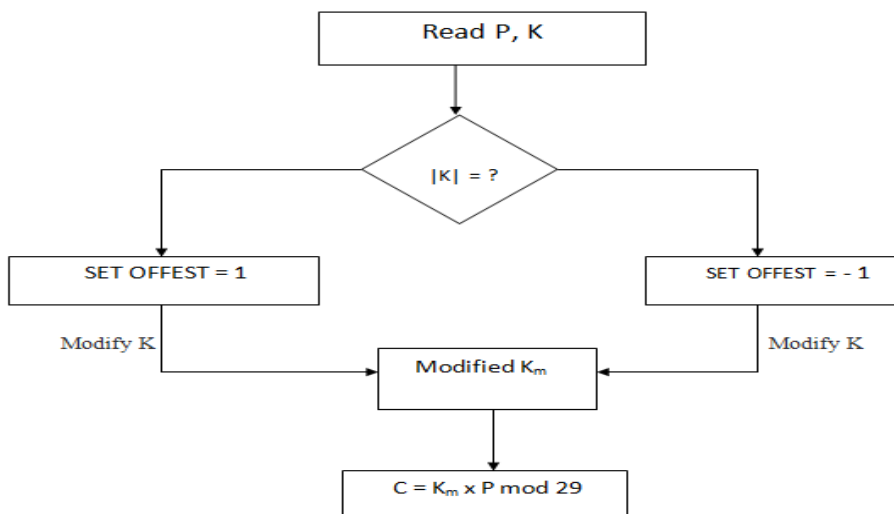 Read P, K
|K| = ?
SET OFFEST = 1
SET OFFEST = - 1
Modify K
Modify K
Modified Kₘ
C = Kₘ x P mod 29